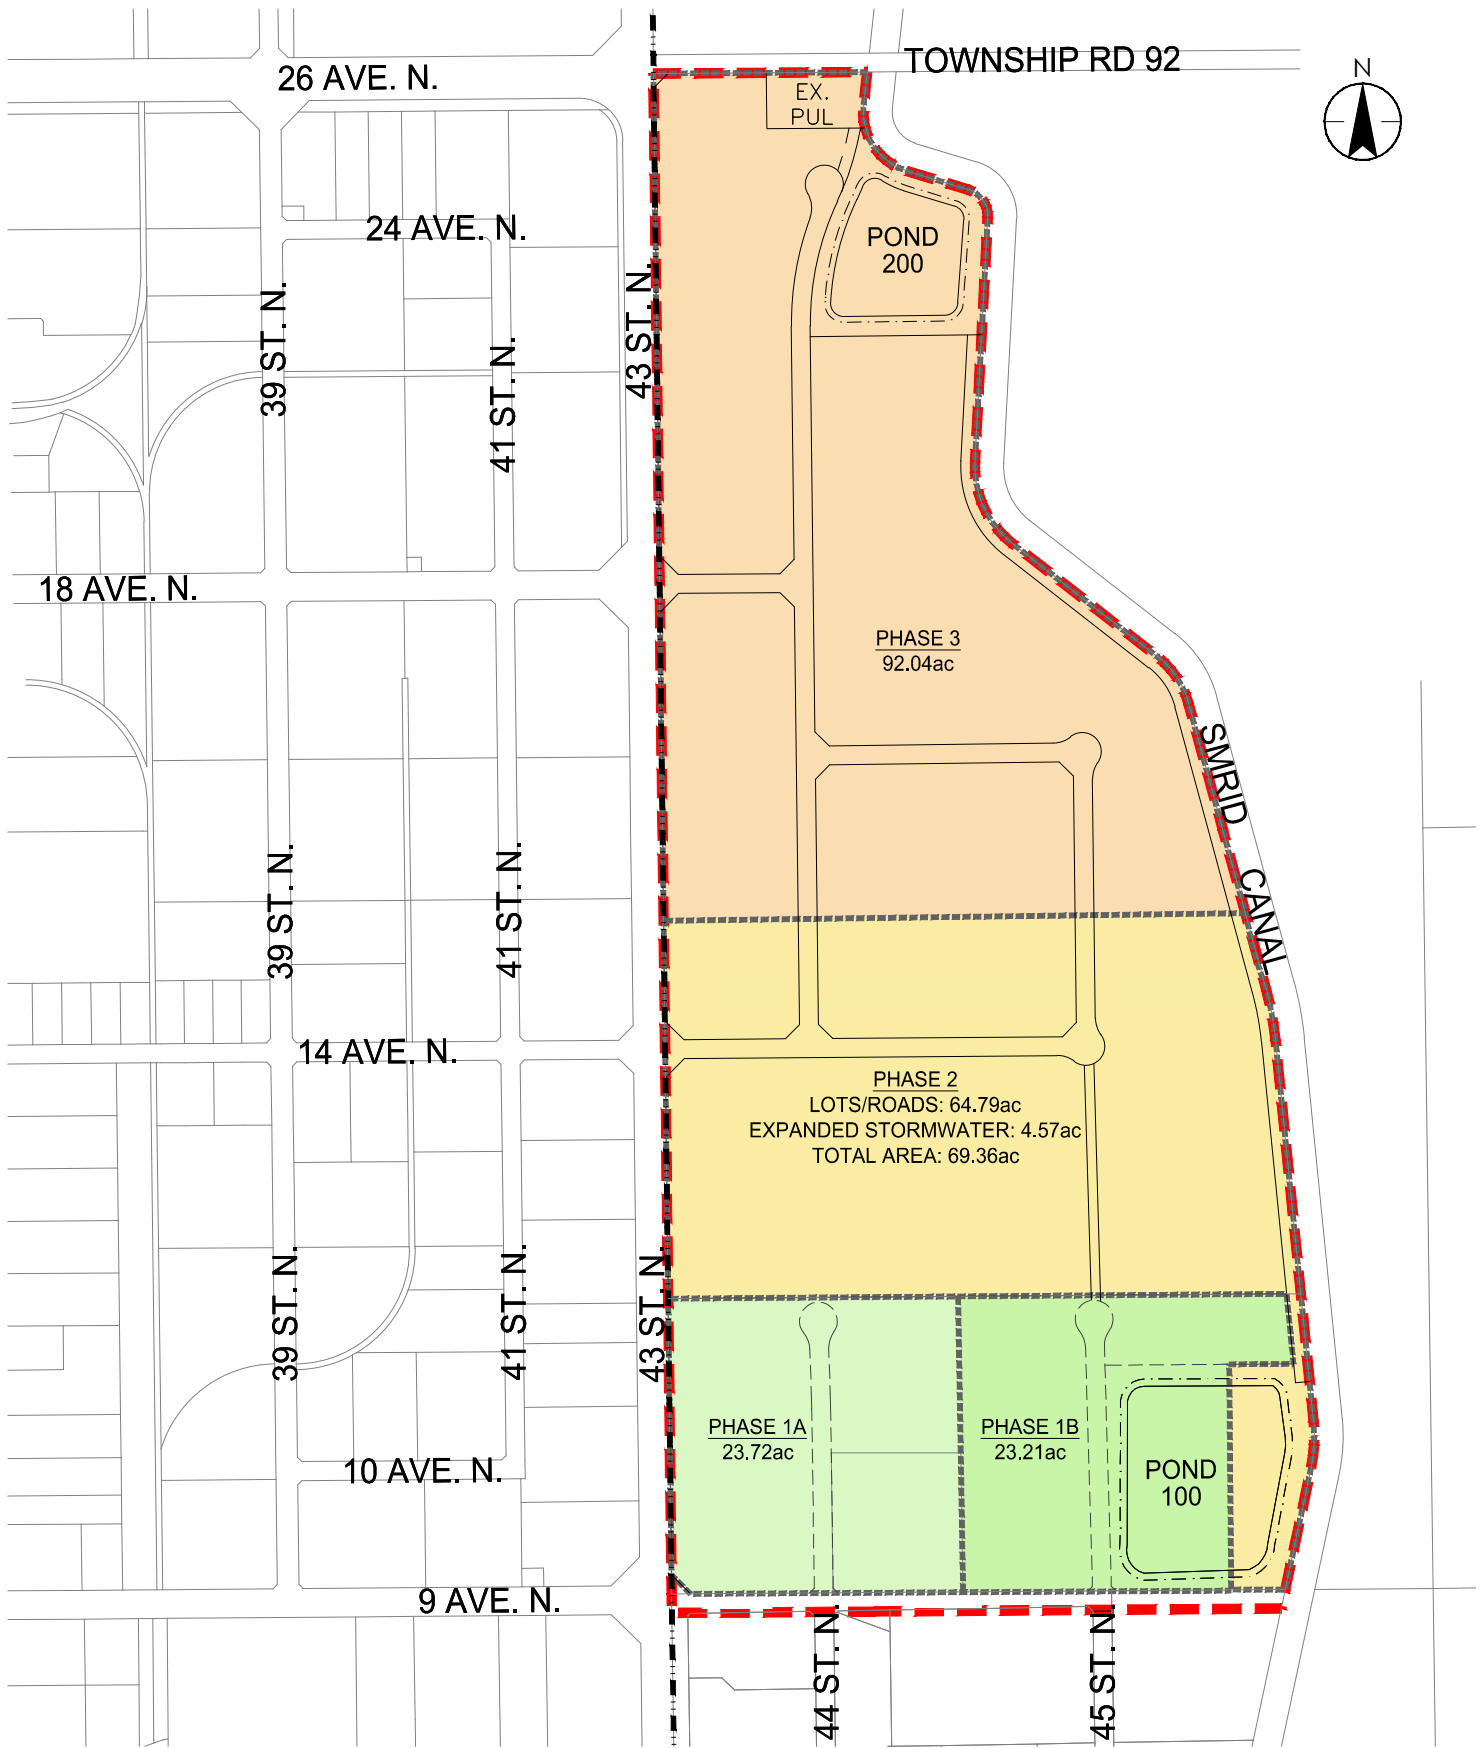 TOWNSHIP RD 92
26 AVE. N.
N
EX.
PUL
24 AVE. N.
POND
200
39 ST. N.
41 ST. N.
43 ST. N.
18 AVE. N.
PHASE 3
92.04ac
SMRID
CANAL
39 ST. N.
41 ST. N.
14 AVE. N.
PHASE 2
LOTS/ROADS: 64.79ac
EXPANDED STORMWATER: 4.57ac
TOTAL AREA: 69.36ac
39 ST. N.
41 ST. N.
43 ST. N.
PHASE 1A
23.72ac
PHASE 1B
23.21ac
10 AVE. N.
POND
100
9 AVE. N.
44 ST. N.
45 ST. N.